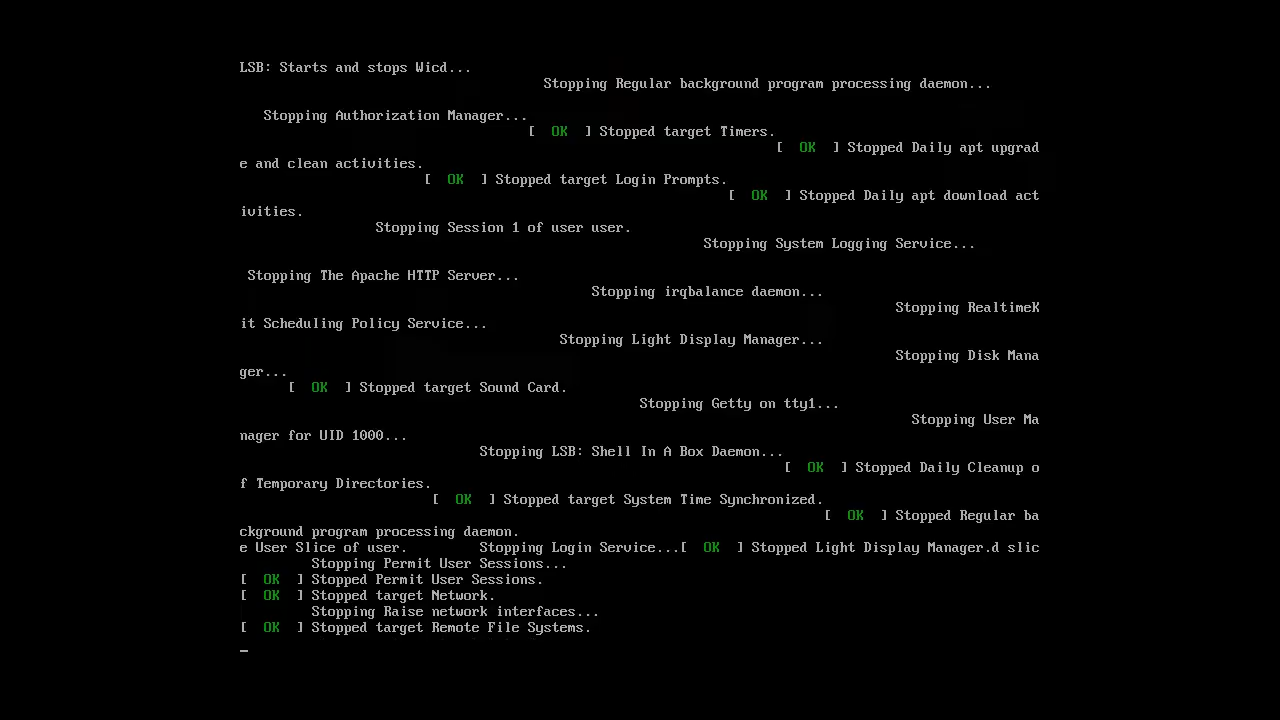 LSB: Starts and stops Wicd...
Stopping Regular background program processing daemon...
Stopping Authorization Manager...
[  OK  ] Stopped target Timers.
[  OK  ] Stopped Daily apt upgrad
e and clean activities.
[  OK  ] Stopped target Login Prompts.
[  OK  ] Stopped Daily apt download act
ivities.
Stopping Session 1 of user user.
Stopping System Logging Service...
Stopping The Apache HTTP Server...
Stopping irqbalance daemon...
Stopping RealtimeK
it Scheduling Policy Service...
Stopping Light Display Manager...
Stopping Disk Mana
ger...
[  OK  ] Stopped target Sound Card.
Stopping Getty on tty1...
Stopping User Ma
nager for UID 1000...
Stopping LSB: Shell In A Box Daemon...
[  OK  ] Stopped Daily Cleanup o
f Temporary Directories.
[  OK  ] Stopped target System Time Synchronized.
[  OK  ] Stopped Regular ba
ckground program processing daemon.
e User Slice of user.         Stopping Login Service...[  OK  ] Stopped Light Display Manager.d slic
Stopping Permit User Sessions...
[  OK  ] Stopped Permit User Sessions.
[  OK  ] Stopped target Network.
Stopping Raise network interfaces...
[  OK  ] Stopped target Remote File Systems.